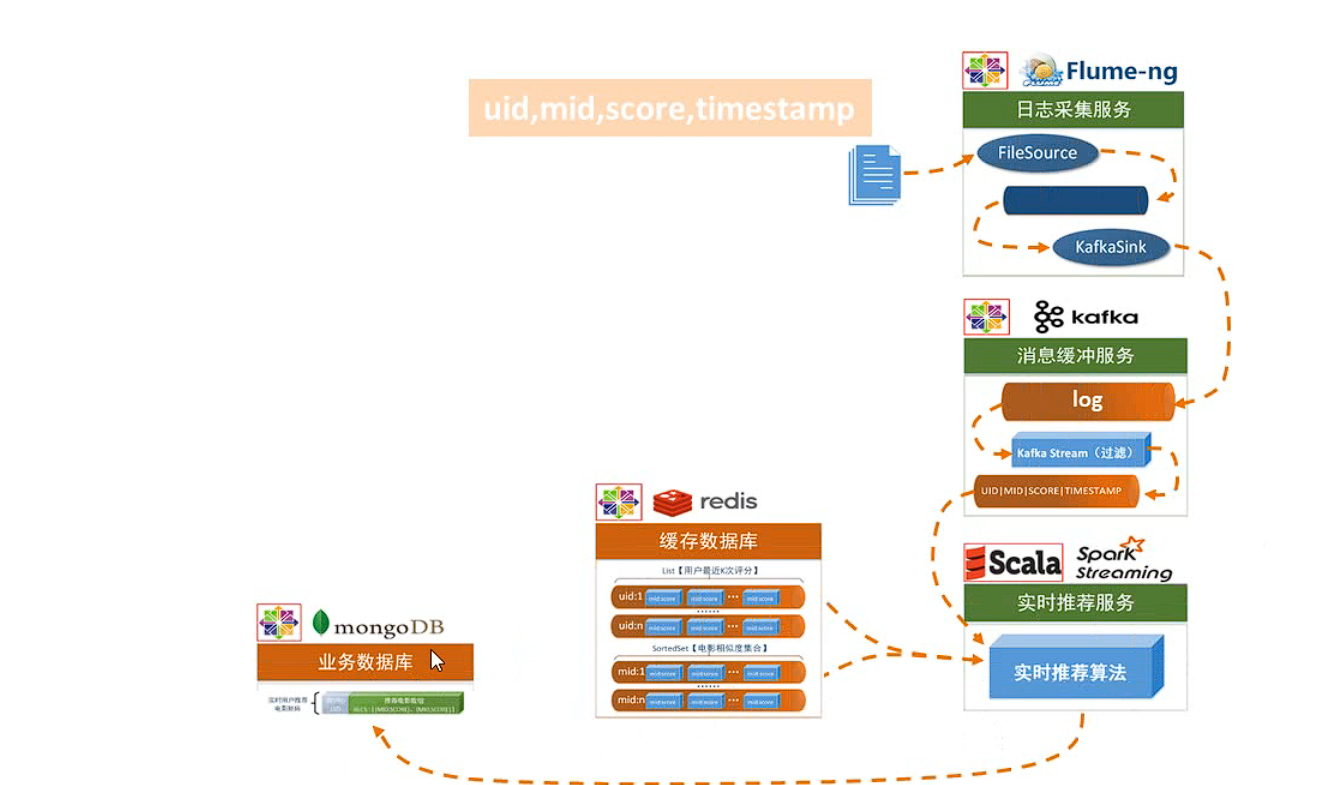 uid,mid,score,timestamp
Flume-ng
日志采集服务
FileSource
KafkaSink
kafka
消息缓冲服务
log
Kafka Stream（过滤）
UID|MID|SCORE|TIMESTAMP
redis
缓存数据库
List【用户最近K次评分】
uid:1 mid:score mid:score ··· mid:score
······
uid:n mid:score mid:score ··· mid:score
SortedSet【电影相似度集合】
mid:1 mid:score mid:score ··· mid:score
······
mid:n mid:score mid:score ··· mid:score
Scala
Spark Streaming
实时推荐服务
实时推荐算法
mongoDB
业务数据库
实时用户推荐
电影矩阵
推荐电影数组